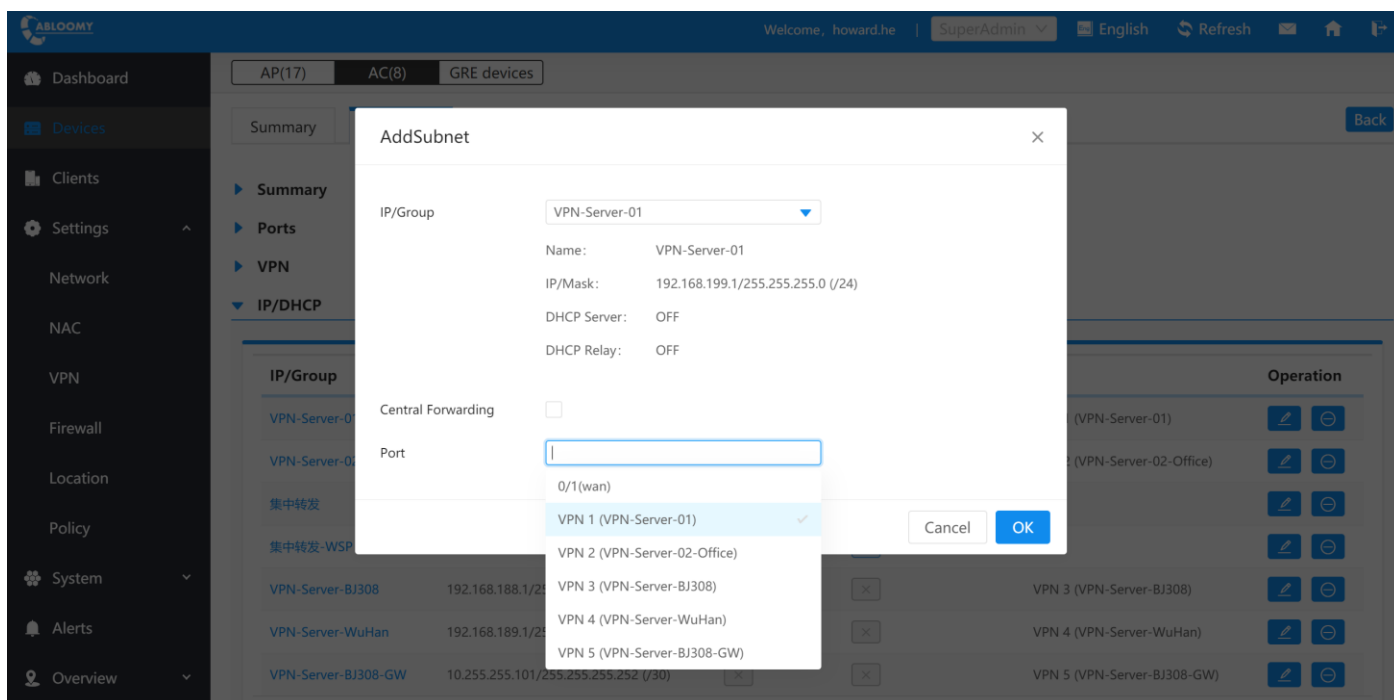 ABLOOMY
Welcome, howard.he | SuperAdmin English Refresh
Dashboard
Devices
Clients
Settings
Network
NAC
VPN
Firewall
Location
Policy
System
Alerts
Overview
AP(17) AC(8) GRE devices
Summary
Back
Summary
Ports
VPN
IP/DHCP
IP/Group Operation
VPN-Server-01 (VPN-Server-01)
VPN-Server-02 (VPN-Server-02-Office)
集中转发
集中转发-WSP
VPN-Server-BJ308 192.168.188.1/25 VPN 3 (VPN-Server-BJ308)
VPN-Server-WuHan 192.168.189.1/25 VPN 4 (VPN-Server-WuHan)
VPN-Server-BJ308-GW 10.255.255.101/255.255.255.252 (/30) VPN 5 (VPN-Server-BJ308-GW)
AddSubnet
IP/Group VPN-Server-01
Name: VPN-Server-01
IP/Mask: 192.168.199.1/255.255.255.0 (/24)
DHCP Server: OFF
DHCP Relay: OFF
Central Forwarding
Port
0/1(wan)
VPN 1 (VPN-Server-01)
VPN 2 (VPN-Server-02-Office)
VPN 3 (VPN-Server-BJ308)
VPN 4 (VPN-Server-WuHan)
VPN 5 (VPN-Server-BJ308-GW)
Cancel OK